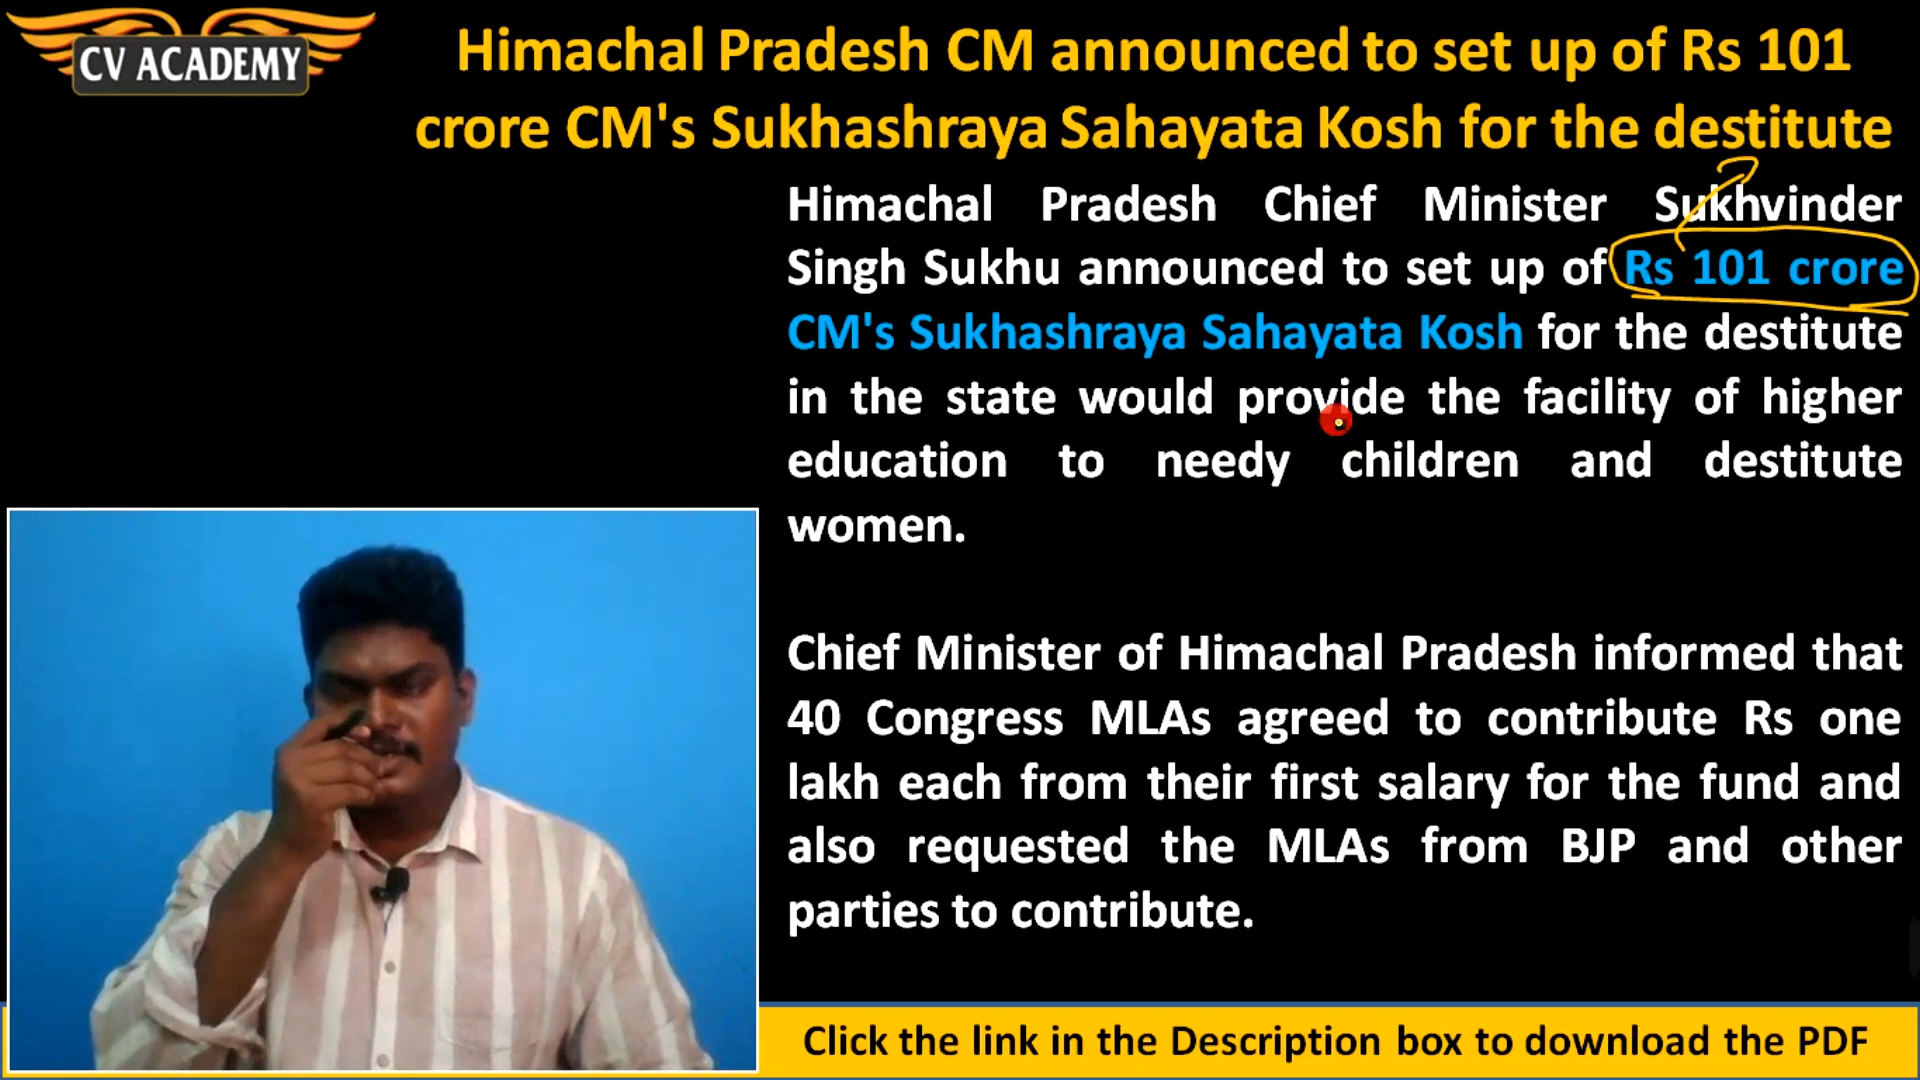 CV ACADEMY
Himachal Pradesh CM announced to set up of Rs 101
crore CM's Sukhashraya Sahayata Kosh for the destitute
Himachal Pradesh Chief Minister Sukhvinder
Singh Sukhu announced to set up of Rs 101 crore
CM's Sukhashraya Sahayata Kosh for the destitute
in the state would provide the facility of higher
education to needy children and destitute
women.
Chief Minister of Himachal Pradesh informed that
40 Congress MLAs agreed to contribute Rs one
lakh each from their first salary for the fund and
also requested the MLAs from BJP and other
parties to contribute.
Click the link in the Description box to download the PDF